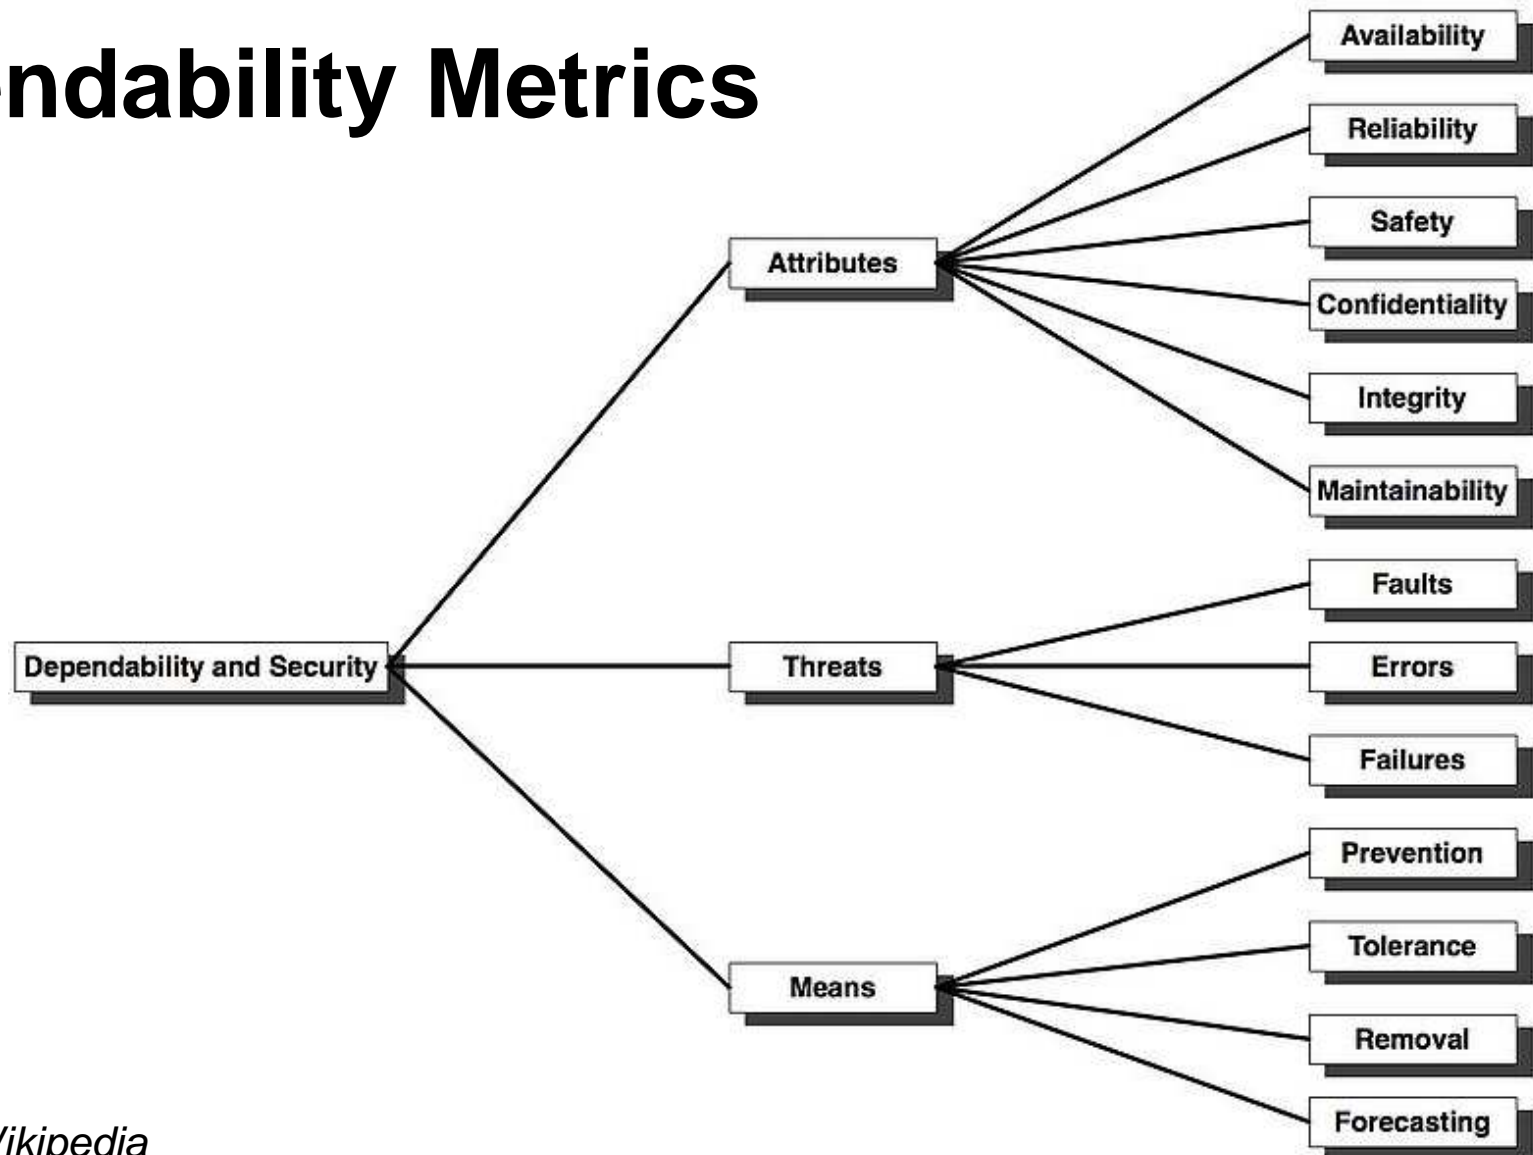 endability Metrics
Availability
Reliability
Safety
Attributes
Confidentiality
Integrity
Maintainability
Faults
Dependability and Security
Threats
Errors
Failures
Prevention
Tolerance
Means
Removal
Forecasting
ikipedia